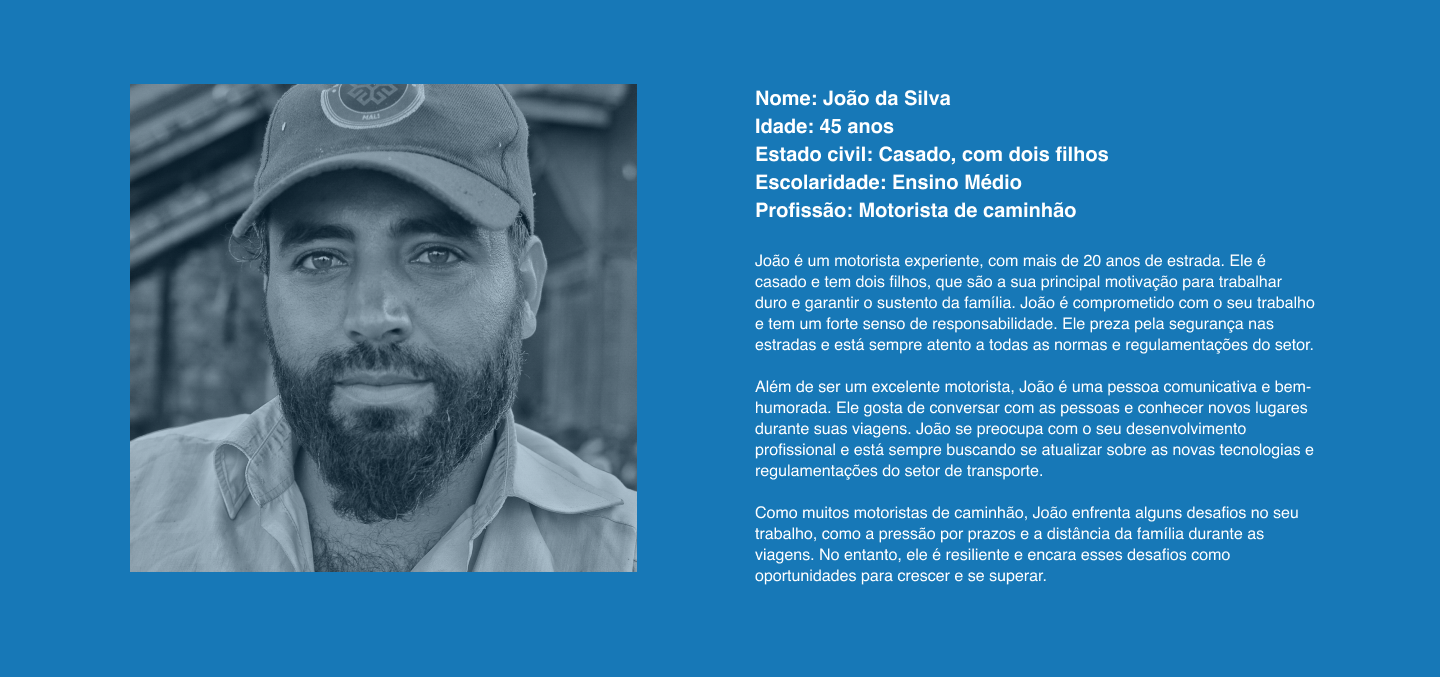 MALI
Nome: João da Silva
Idade: 45 anos
Estado civil: Casado, com dois filhos
Escolaridade: Ensino Médio
Profissão: Motorista de caminhão
João é um motorista experiente, com mais de 20 anos de estrada. Ele é
casado e tem dois filhos, que são a sua principal motivação para trabalhar
duro e garantir o sustento da família. João é comprometido com o seu trabalho
e tem um forte senso de responsabilidade. Ele preza pela segurança nas
estradas e está sempre atento a todas as normas e regulamentações do setor.
Além de ser um excelente motorista, João é uma pessoa comunicativa e bem-
humorada. Ele gosta de conversar com as pessoas e conhecer novos lugares
durante suas viagens. João se preocupa com o seu desenvolvimento
profissional e está sempre buscando se atualizar sobre as novas tecnologias e
regulamentações do setor de transporte.
Como muitos motoristas de caminhão, João enfrenta alguns desafios no seu
trabalho, como a pressão por prazos e a distância da família durante as
viagens. No entanto, ele é resiliente e encara esses desafios como
oportunidades para crescer e se superar.